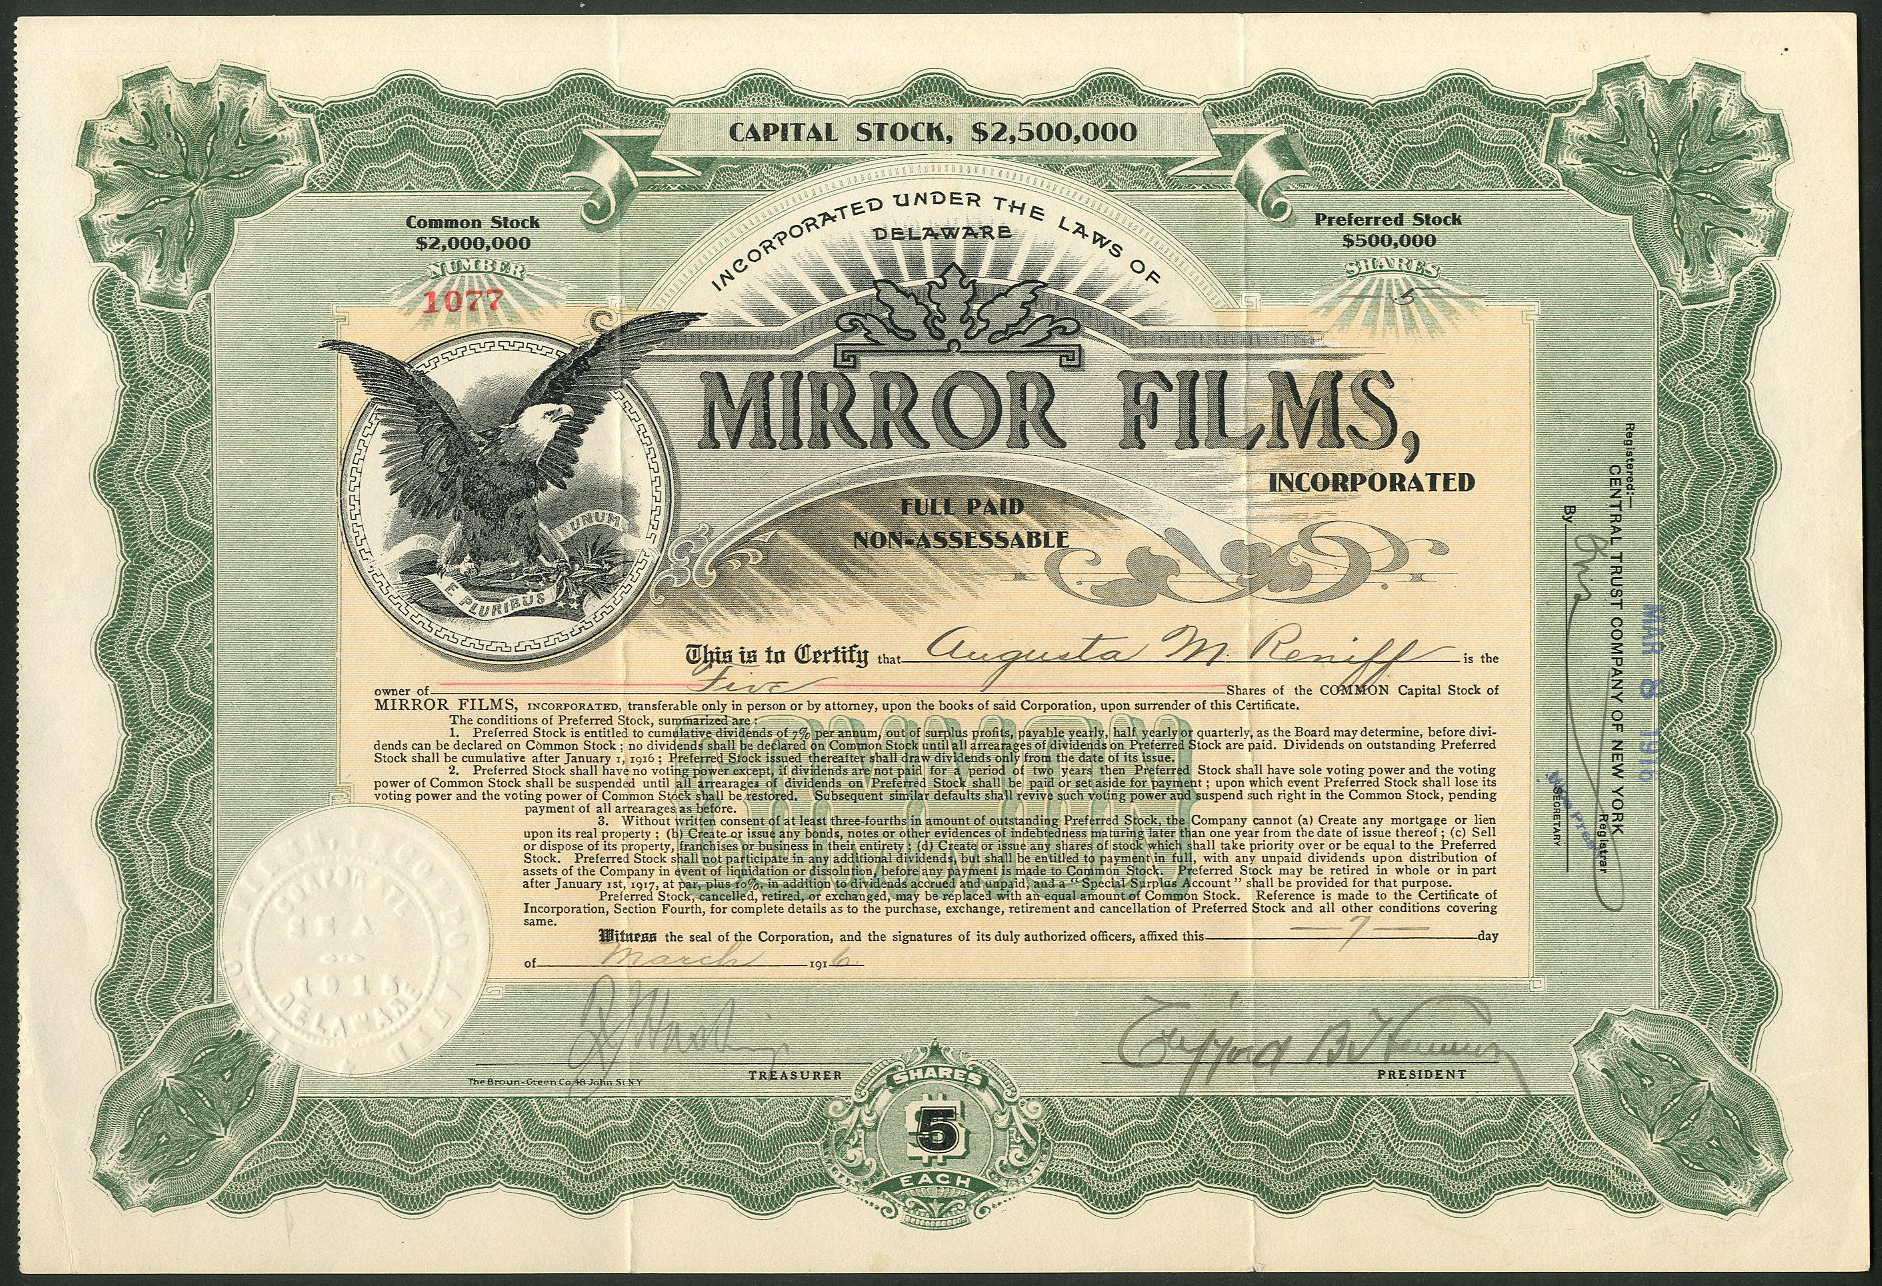 CAPITAL STOCK, $2,500,000
INCORPORATED UNDER THE LAWS OF
DELAWARE
Common Stock
$2,000,000
NUMBER
1077
Preferred Stock
$500,000
SHARES
5
MIRROR FILMS,
INCORPORATED
FULL PAID
NON-ASSESSABLE
E PLURIBUS UNUM
This is to Certify that Augusta M. Reniff is the
owner of Five Shares of the COMMON Capital Stock of
MIRROR FILMS, INCORPORATED, transferable only in person or by attorney, upon the books of said Corporation, upon surrender of this Certificate.
The conditions of Preferred Stock, summarized are:
1. Preferred Stock is entitled to cumulative dividends of 7% per annum, out of surplus profits, payable yearly, half yearly or quarterly, as the Board may determine, before divi-
dends can be declared on Common Stock; no dividends shall be declared on Common Stock until all arrearages of dividends on Preferred Stock are paid. Dividends on outstanding Preferred
Stock shall be cumulative after January 1, 1916; Preferred Stock issued thereafter shall draw dividends only from the date of its issue.
2. Preferred Stock shall have no voting power except, if dividends are not paid for a period of two years then Preferred Stock shall have sole voting power and the voting
power of Common Stock shall be suspended until all arrearages of dividends on Preferred Stock shall be paid or set aside for payment; upon which event Preferred Stock shall lose its
voting power and the voting power of Common Stock shall be restored. Subsequent similar defaults shall revive such voting power and suspend such right in the Common Stock, pending
payment of all arrearages as before.
3. Without written consent of at least three-fourths in amount of outstanding Preferred Stock, the Company cannot (a) Create any mortgage or lien
upon its real property; (b) Create or issue any bonds, notes or other evidences of indebtedness maturing later than one year from the date of issue thereof; (c) Sell
or dispose of its property, franchises or business in their entirety; (d) Create or issue any shares of stock which shall take priority over or be equal to the Preferred
Stock. Preferred Stock shall not participate in any additional dividends, but shall be entitled to payment in full, with any unpaid dividends upon distribution of
assets of the Company in event of liquidation or dissolution, before any payment is made to Common Stock. Preferred Stock may be retired in whole or in part
after January 1st, 1917, at par, plus 10%, in addition to dividends accrued and unpaid, and a "Special Surplus Account" shall be provided for that purpose.
Preferred Stock, cancelled, retired, or exchanged, may be replaced with an equal amount of Common Stock. Reference is made to the Certificate of
Incorporation, Section Fourth, for complete details as to the purchase, exchange, retirement and cancellation of Preferred Stock and all other conditions covering
same.
COMMON
Witness the seal of the Corporation, and the signatures of its duly authorized officers, affixed this 7 day
of March 1916
CORPORATE
SEAL
1915
DELAWARE
TREASURER
Clifford B. Harmon
PRESIDENT
The Broun-Green Co. 48 John St NY
SHARES
$
5
EACH
Registered:—
CENTRAL TRUST COMPANY OF NEW YORK
Registrar
By
SECRETARY
MAR 8 1916